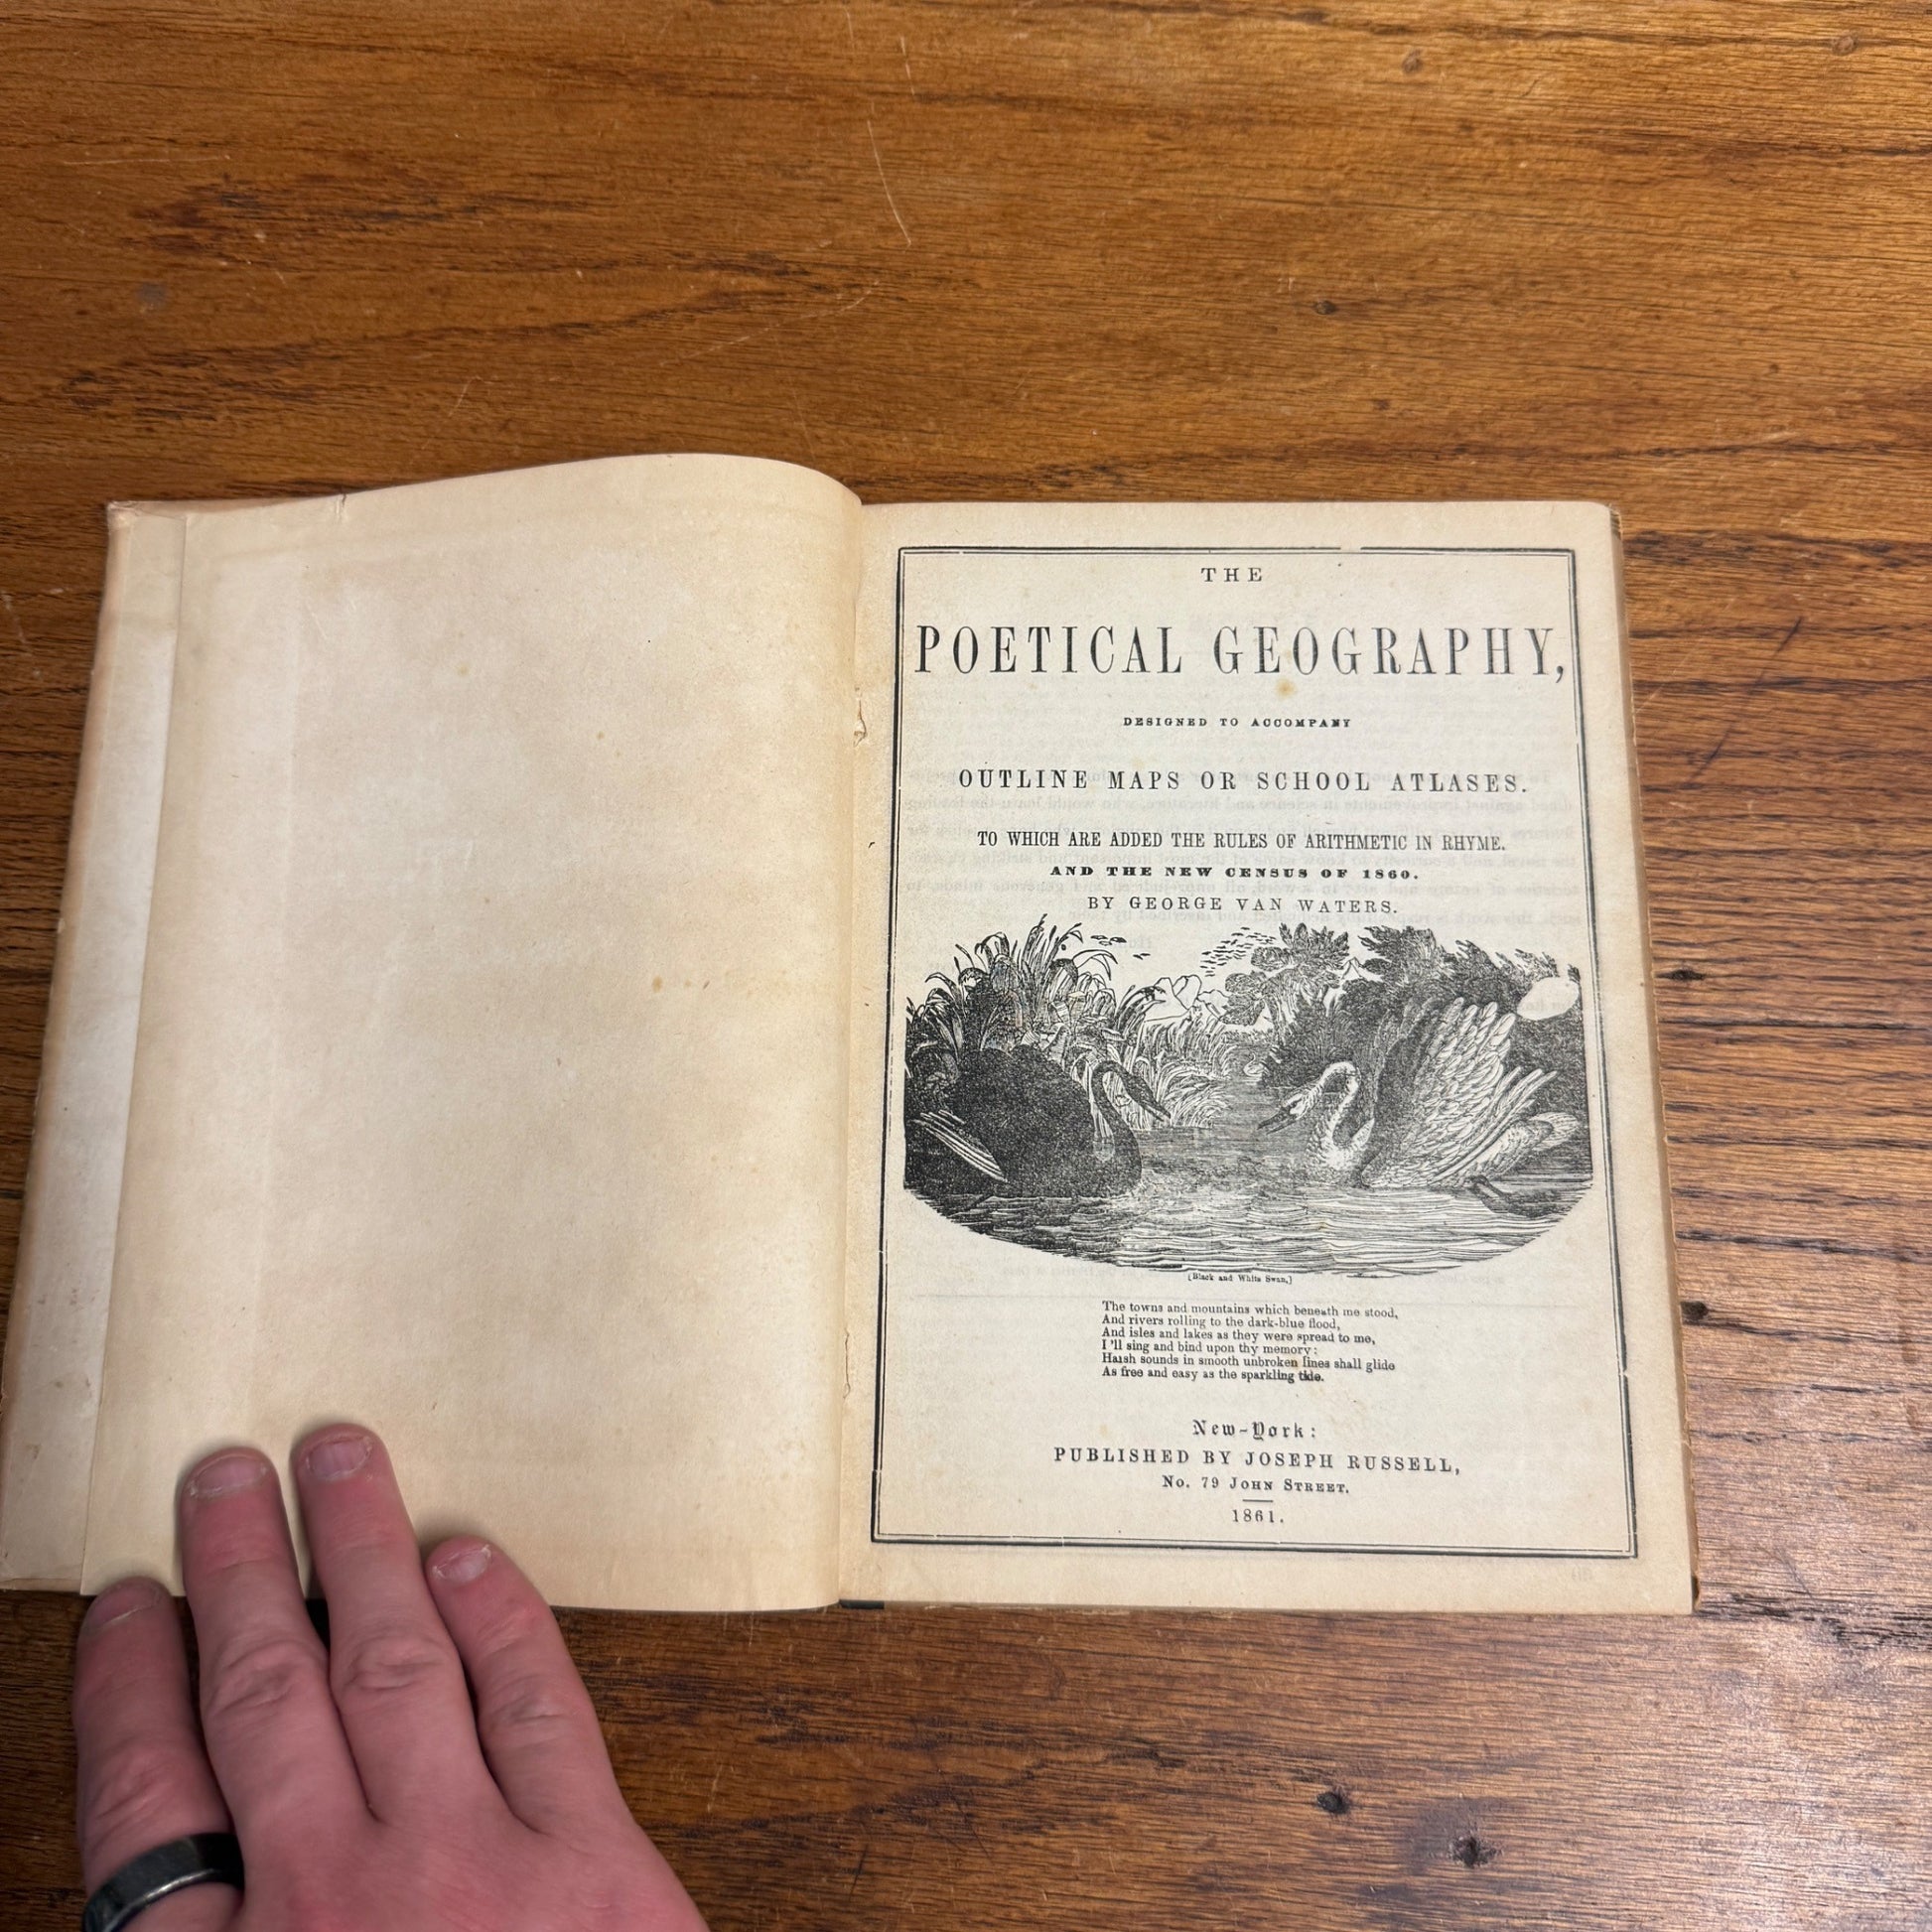 THE
POETICAL GEOGRAPHY,
DESIGNED TO ACCOMPANY
OUTLINE MAPS OR SCHOOL ATLASES.
TO WHICH ARE ADDED THE RULES OF ARITHMETIC IN RHYME.
AND THE NEW CENSUS OF 1860.
BY GEORGE VAN WATERS.
[Black and White Swan.]
The towns and mountains which beneath me stood,
And rivers rolling to the dark-blue flood,
And isles and lakes as they were spread to me,
I'll sing and bind upon thy memory:
Harsh sounds in smooth unbroken lines shall glide
As free and easy as the sparkling tide.
New-York:
PUBLISHED BY JOSEPH RUSSELL,
No. 79 JOHN STREET.
1861.